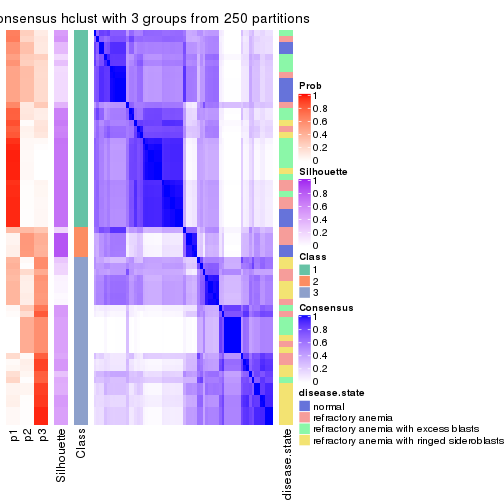 onsensus hclust with 3 groups from 250 partitions
Prob
1
0.8
0.6
0.4
0.2
0
Silhouette
1
0.8
0.6
0.4
0.2
0
Class
1
2
3
Consensus
1
0.8
0.6
0.4
0.2
0
disease.state
normal
refractory anemia
refractory anemia with excess blasts
refractory anemia with ringed sideroblasts
p1
p2
p3
Silhouette
Class
disease.state